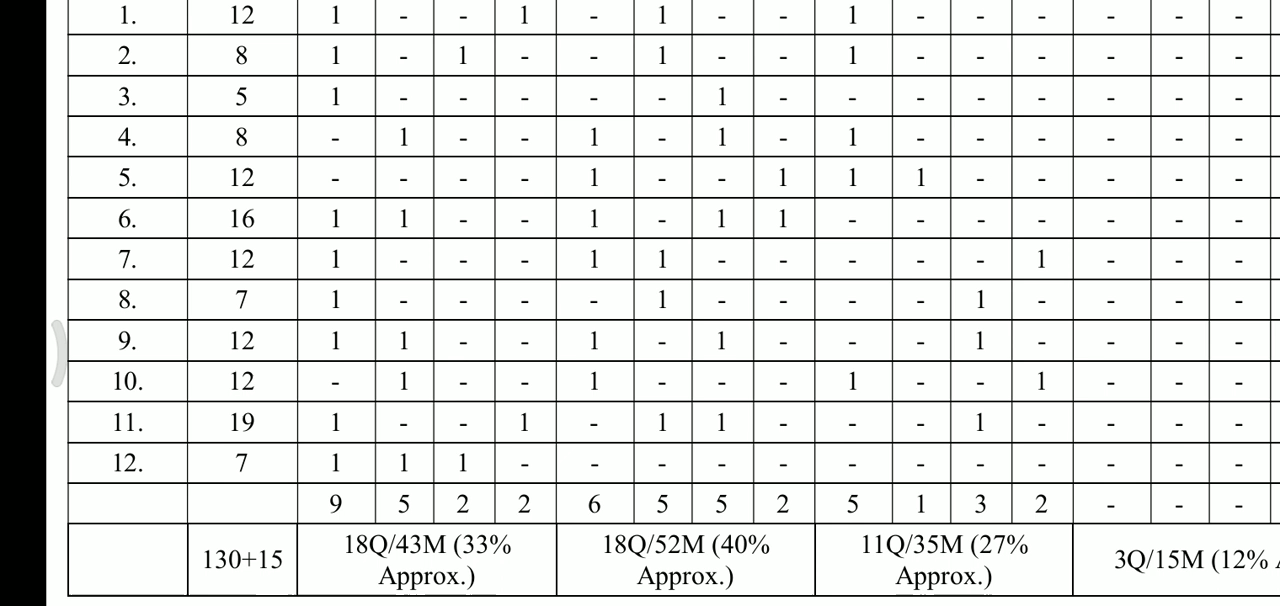 1. 12 1 - - 1 - 1 - - 1 - - - - - -
2. 8 1 - 1 - - 1 - - 1 - - - - - -
3. 5 1 - - - - - 1 - - - - - - - -
4. 8 - 1 - - 1 - 1 - 1 - - - - - -
5. 12 - - - - 1 - - 1 1 1 - - - - -
6. 16 1 1 - - 1 - 1 1 - - - - - - -
7. 12 1 - - - 1 1 - - - - - 1 - - -
8. 7 1 - - - - 1 - - - - 1 - - - -
9. 12 1 1 - - 1 - 1 - - - 1 - - - -
10. 12 - 1 - - 1 - - - 1 - - 1 - - -
11. 19 1 - - 1 - 1 1 - - - 1 - - - -
12. 7 1 1 1 - - - - - - - - - - - -
9 5 2 2 6 5 5 2 5 1 3 2 - - -
130+15 18Q/43M (33% 18Q/52M (40% 11Q/35M (27% 3Q/15M (12%
Approx.) Approx.) Approx.)